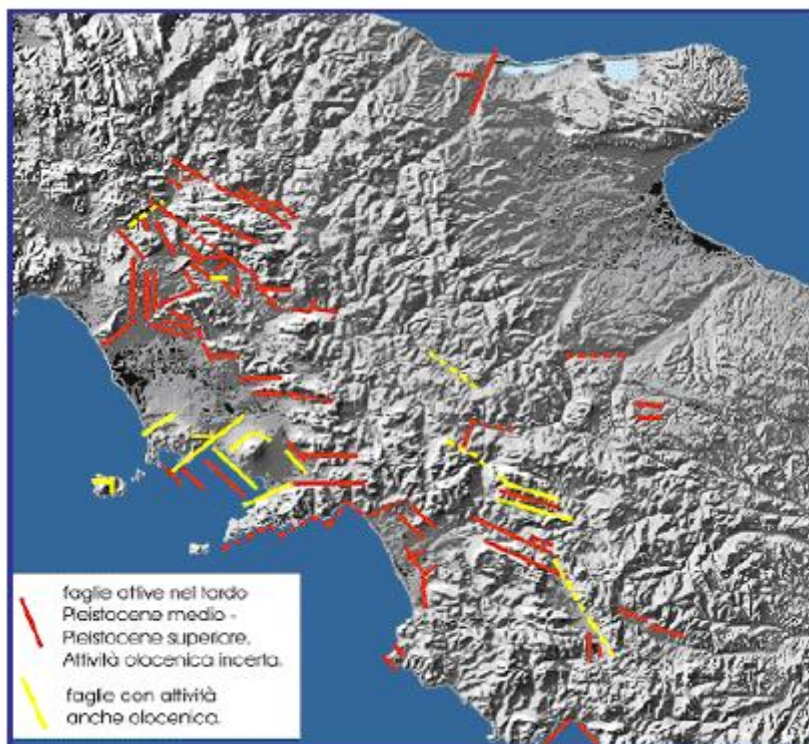 faglie attive nel tardo
Pleistocene medio -
Pleistocene superiore.
Attività olocenica incerta.
faglie con attività
anche olocenica.